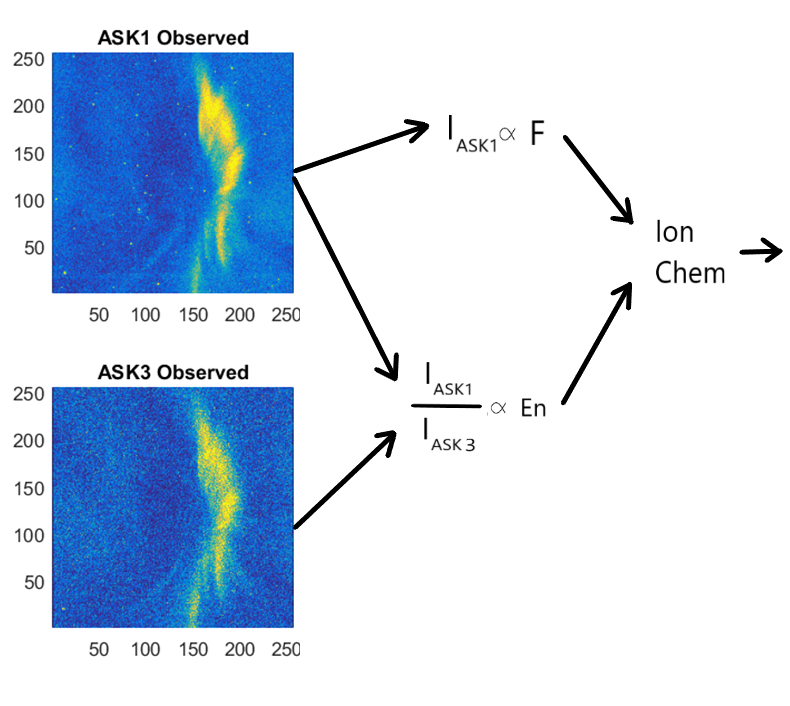 ASK1 Observed
250
200
150
100
50
50 100 150 200 250
I ASK1 ∝ F
Ion
Chem
ASK3 Observed
250
200
150
100
50
50 100 150 200 250
I ASK1
∝ En
I ASK3